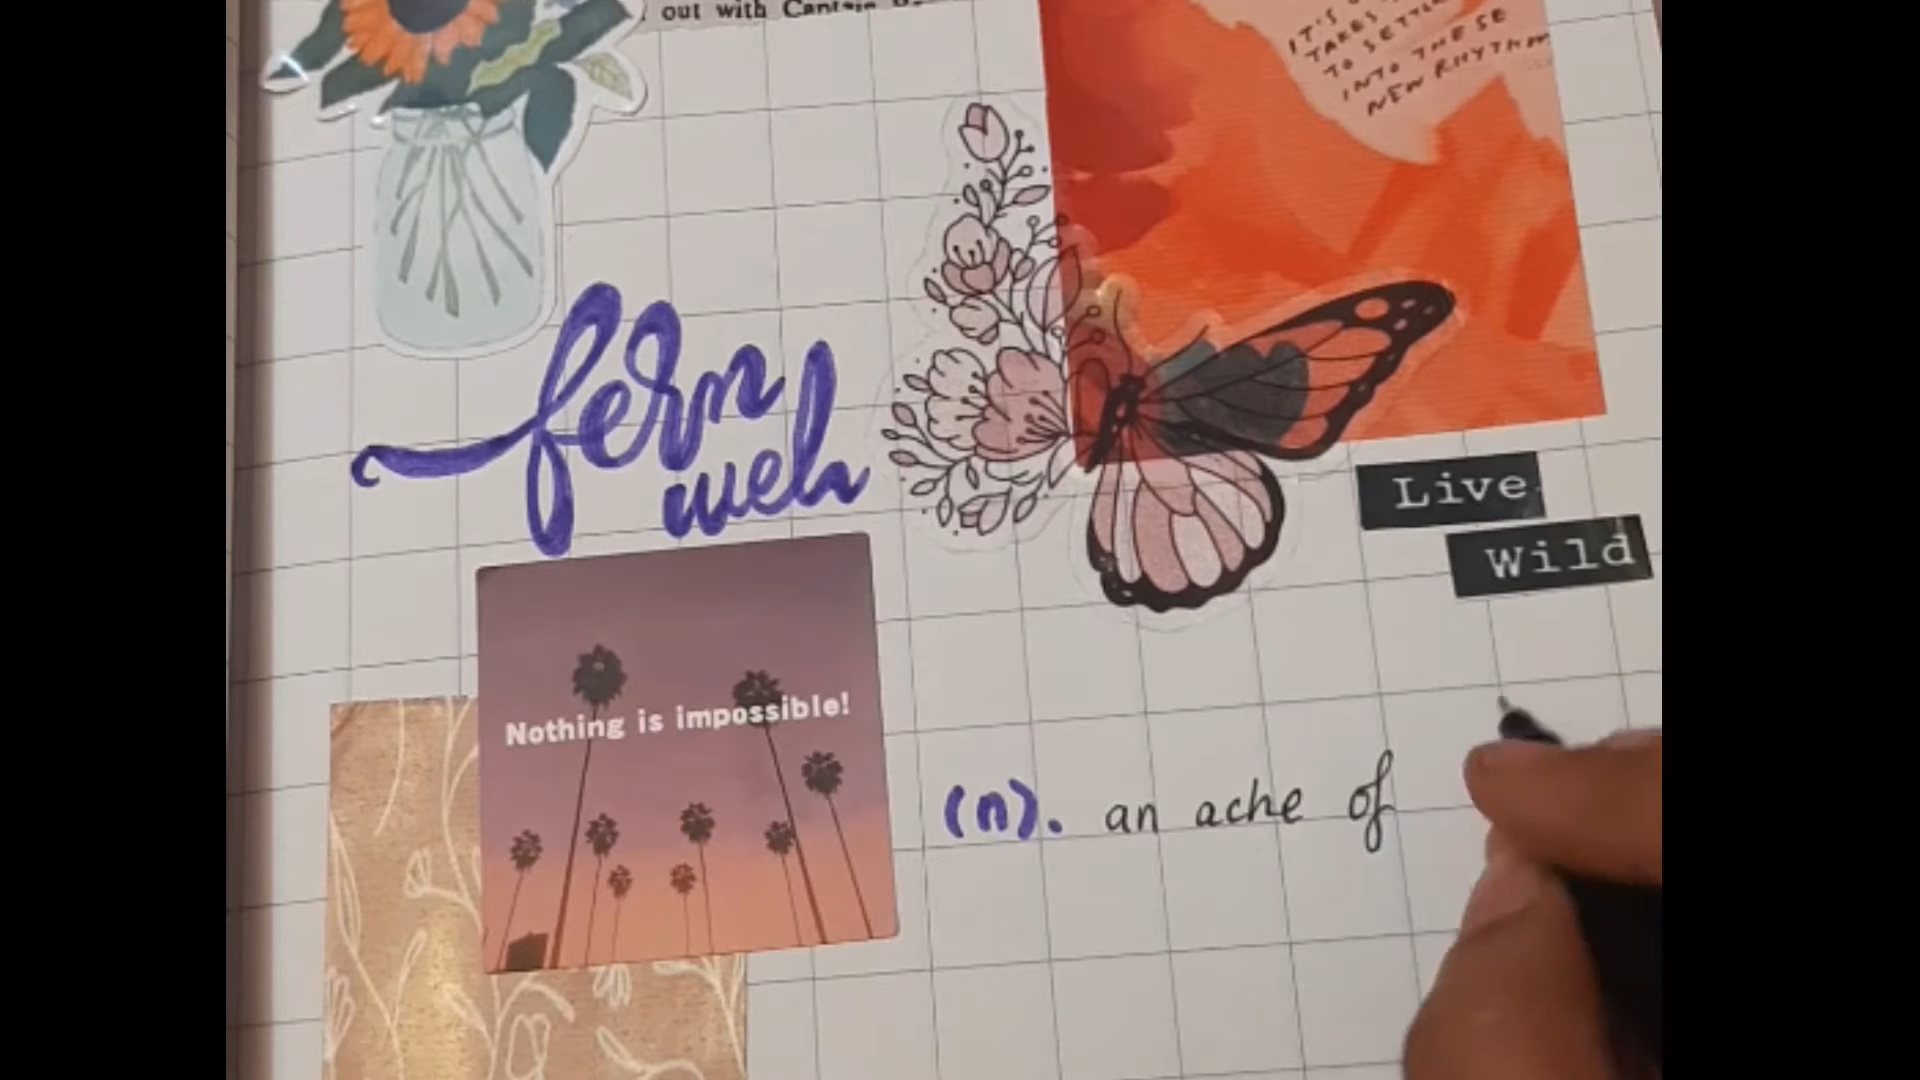 out with Captain
IT'S
TAKES
TO SETTLE
INTO THESE
NEW RHYTHM
fern
weh
Live
Wild
Nothing is impossible!
(n). an ache of